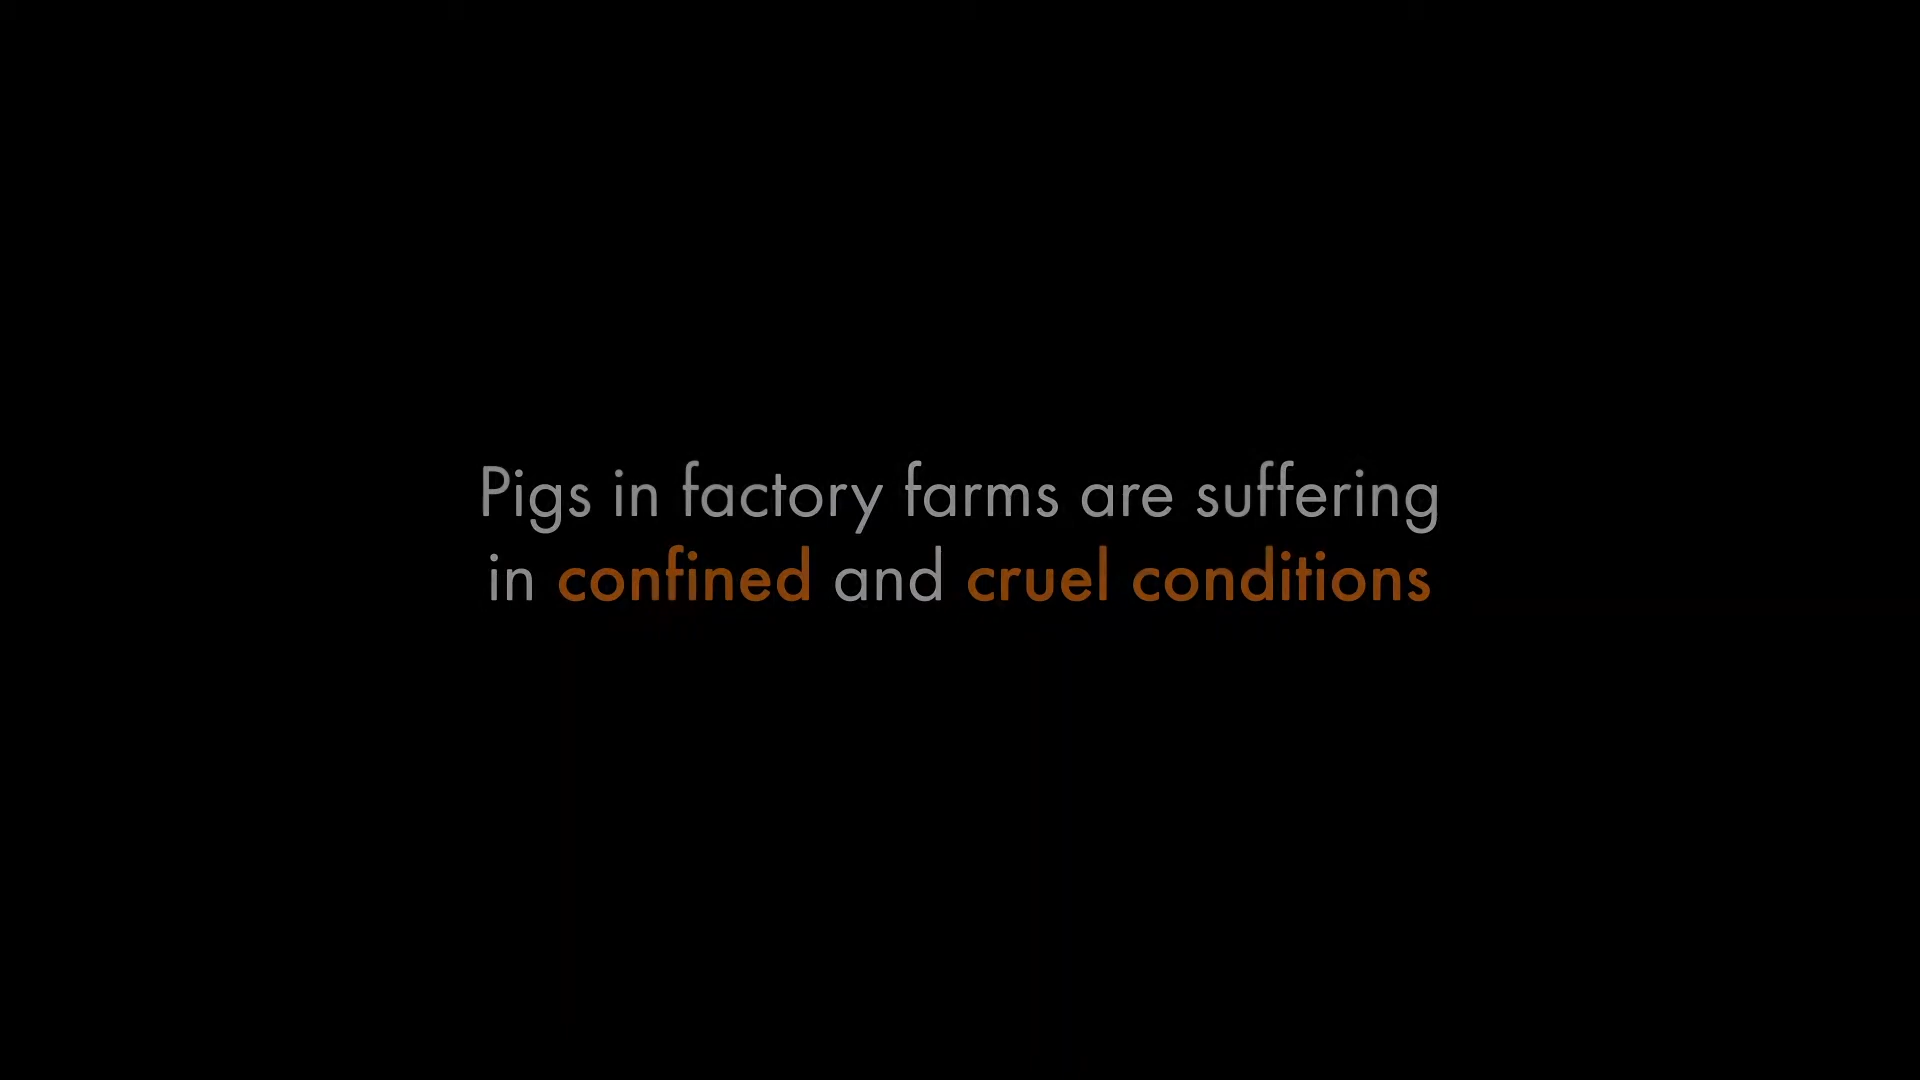 Pigs in factory farms are suffering
in confined and cruel conditions